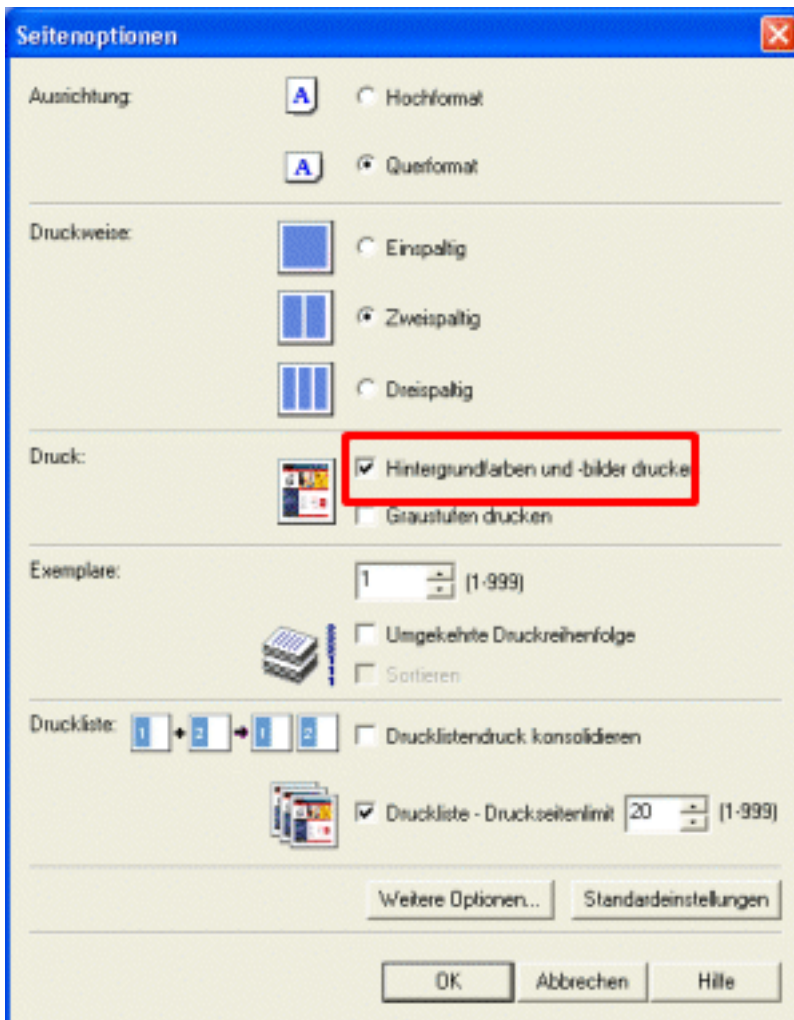 Seitenoptionen
Ausrichtung:
A Hochformat
A Querformat
Druckweise:
Einspaltig
Zweispaltig
Dreispaltig
Druck:
Hintergrundfarben und -bilder drucke
Graustufen drucken
Exemplare:
1 (1-999)
Umgekehrte Druckreihenfolge
Sortieren
Druckliste: 1 + 2 → 1 2 Drucklistendruck konsolidieren
Druckliste - Druckseitenlimit 20 (1-999)
Weitere Optionen... Standardeinstellungen
OK Abbrechen Hilfe